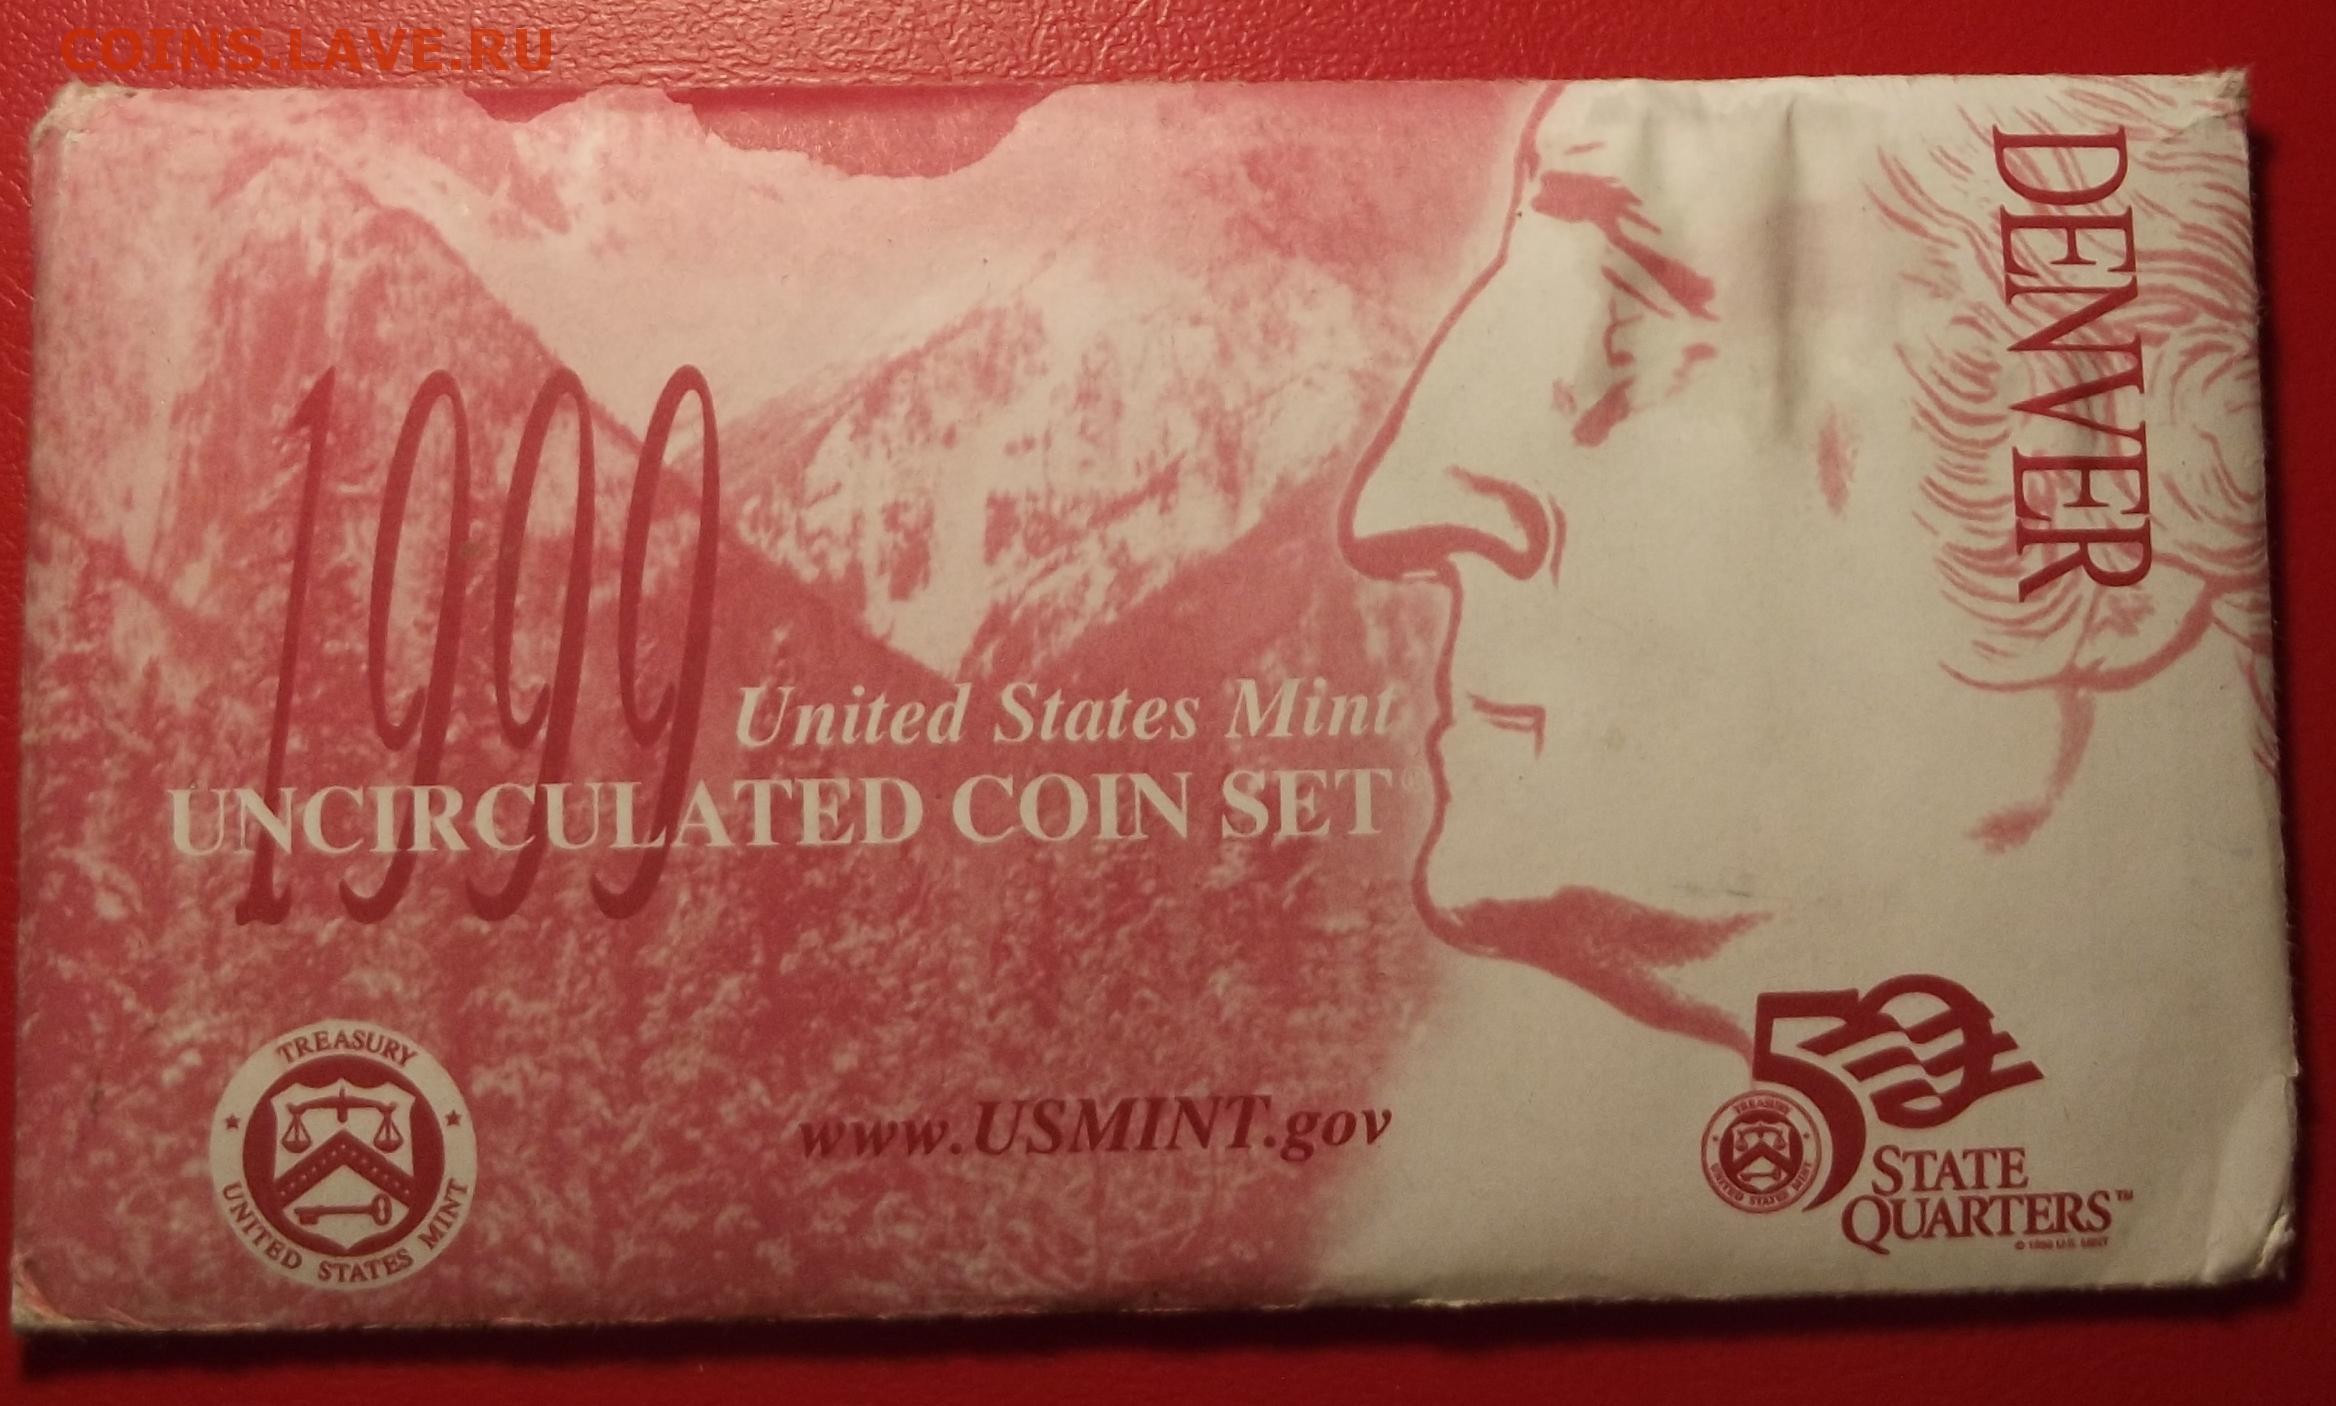 COINS.LAVE.RU
DENVER
1999
United States Mint
UNCIRCULATED COIN SET®
TREASURY
UNITED STATES MINT
www.USMINT.gov
50
STATE
QUARTERS™
TREASURY
UNITED STATES MINT